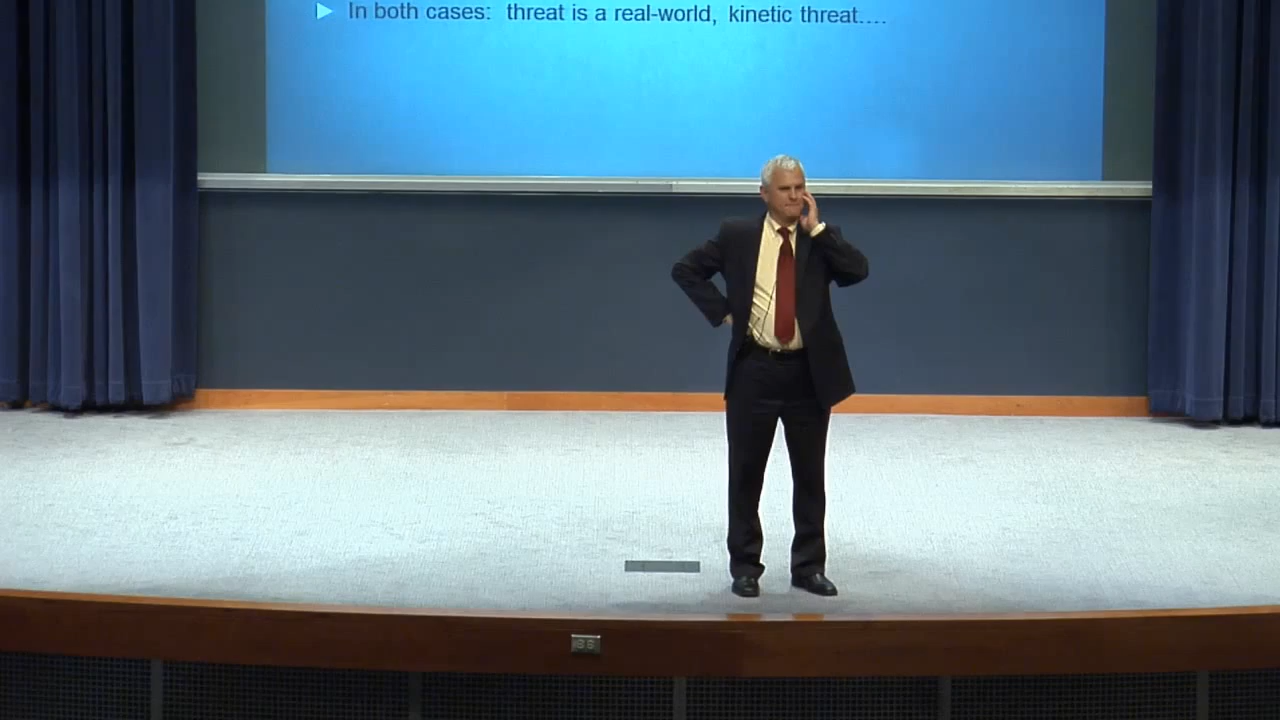 In both cases: threat is a real-world, kinetic threat....